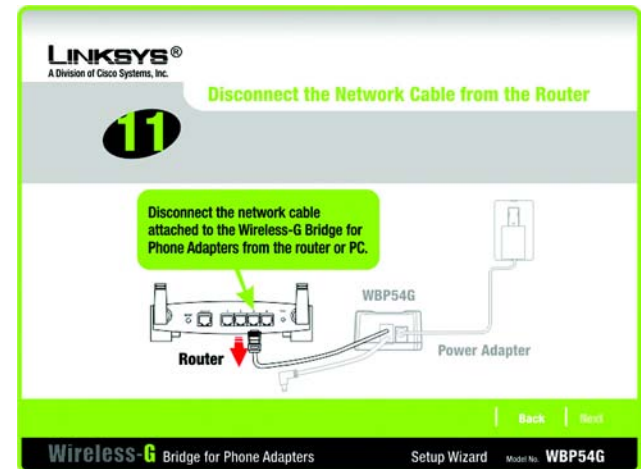 LINKSYS®
A Division of Cisco Systems, Inc.
Disconnect the Network Cable from the Router
11
Disconnect the network cable
attached to the Wireless-G Bridge for
Phone Adapters from the router or PC.
WBP54G
Router
Power Adapter
Back
Next
Wireless-G Bridge for Phone Adapters
Setup Wizard
Model No. WBP54G